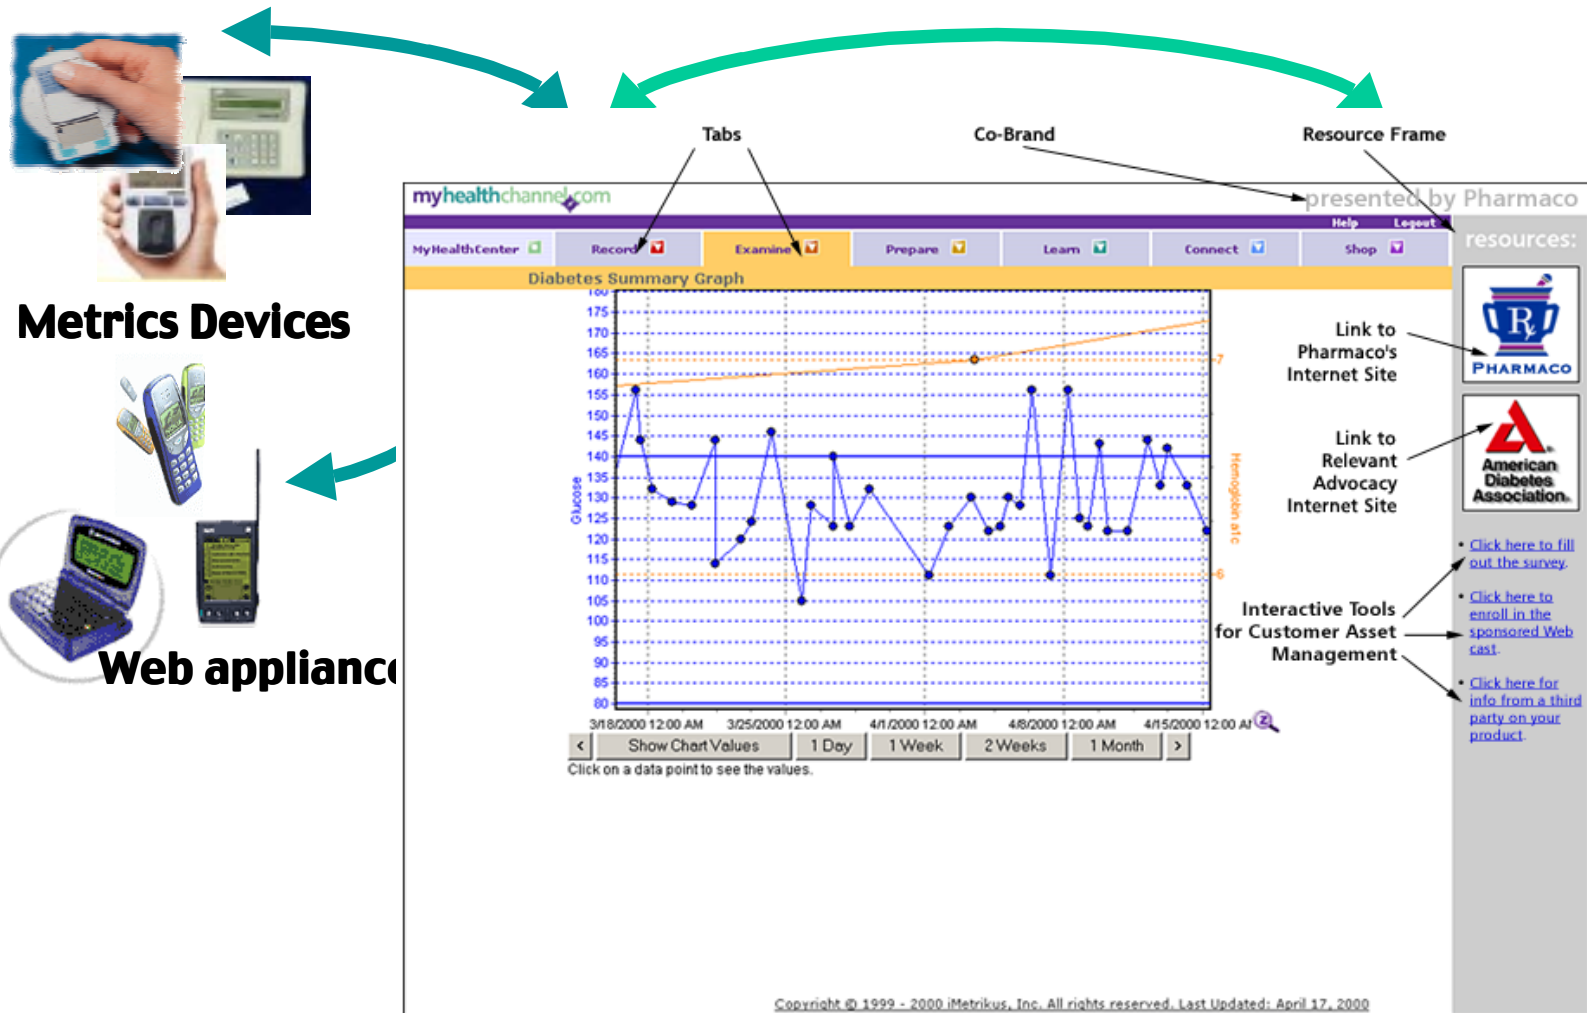 Tabs
Co-Brand
Resource Frame
myhealthchannel.com
presented by Pharmaco
Help
Logout
MyHealthCenter
Record
Examine
Prepare
Learn
Connect
Shop
resources:
Diabetes Summary Graph
180
175
170
165
160
155
150
145
140
135
130
125
120
115
110
105
100
95
90
85
80
Glucose
7
6
Hemoglobin a1c
3/18/2000 12:00 AM
3/25/2000 12:00 AM
4/1/2000 12:00 AM
4/8/2000 12:00 AM
4/15/2000 12:00 AM
<
Show Chart Values
1 Day
1 Week
2 Weeks
1 Month
>
Click on a data point to see the values.
Metrics Devices
Web appliance
Link to
Pharmaco's
Internet Site
Rx
PHARMACO
Link to
Relevant
Advocacy
Internet Site
American
Diabetes
Association.
Interactive Tools
for Customer Asset
Management
• Click here to fill
out the survey.
• Click here to
enroll in the
sponsored Web
cast.
• Click here for
info from a third
party on your
product.
Copyright © 1999 - 2000 iMetrikus, Inc. All rights reserved. Last Updated: April 17, 2000